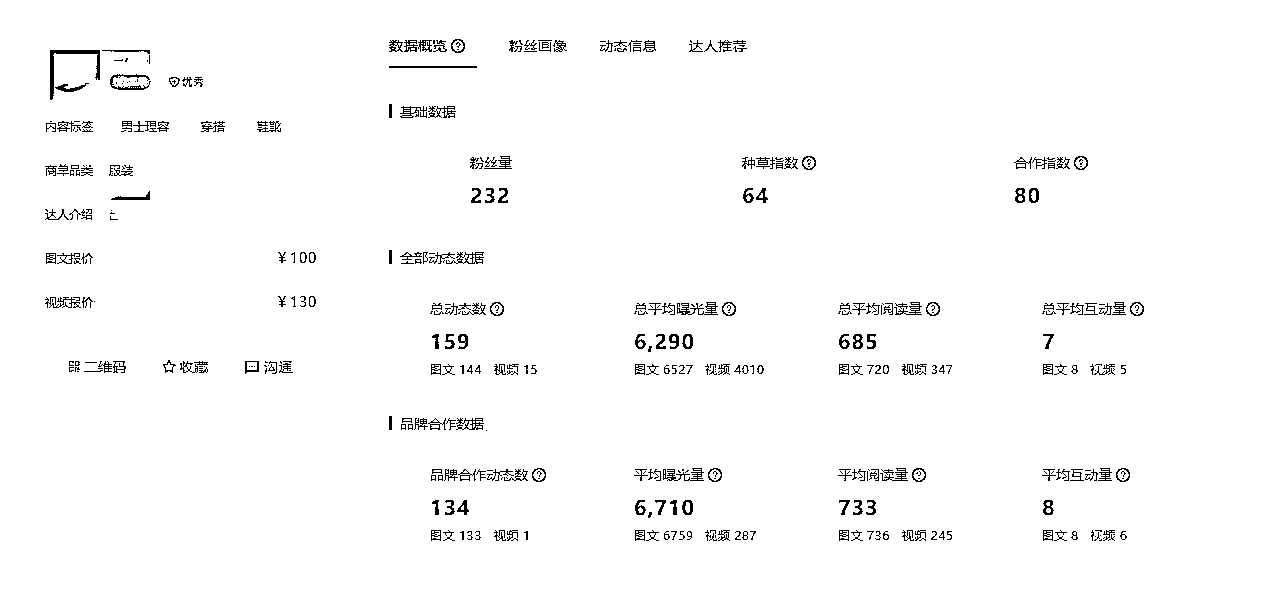 优秀
内容标签 男士理容 穿搭 鞋靴
商单品类 服装
达人介绍
图文报价 ¥100
视频报价 ¥130
二维码 收藏 沟通
数据概览 粉丝画像 动态信息 达人推荐
基础数据
粉丝量 种草指数 合作指数
232 64 80
全部动态数据
总动态数 总平均曝光量 总平均阅读量 总平均互动量
159 6,290 685 7
图文 144 视频 15 图文 6527 视频 4010 图文 720 视频 347 图文 8 视频 5
品牌合作数据
品牌合作动态数 平均曝光量 平均阅读量 平均互动量
134 6,710 733 8
图文 133 视频 1 图文 6759 视频 287 图文 736 视频 245 图文 8 视频 6